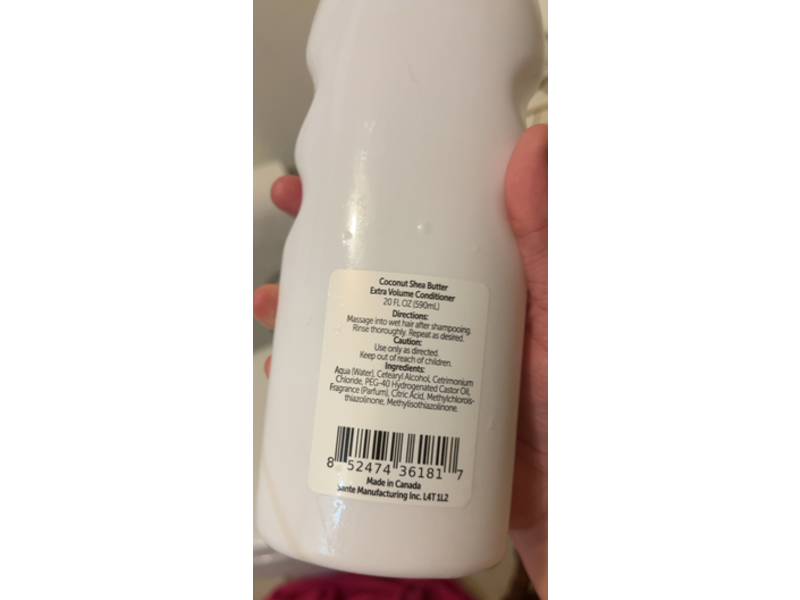 Coconut Shea Butter
Extra Volume Conditioner
20 FL OZ (590mL)
Directions:
Massage into wet hair after shampooing.
Rinse thoroughly. Repeat as desired.
Caution:
Use only as directed.
Keep out of reach of children.
Ingredients:
Aqua (Water), Cetearyl Alcohol, Cetrimonium
Chloride, PEG-40 Hydrogenated Castor Oil,
Fragrance (Parfum), Citric Acid, Methylchlorois-
thiazolinone, Methylisothiazolinone.
8 52474 36181 7
Made in Canada
Sante Manufacturing Inc. L4T 1L2